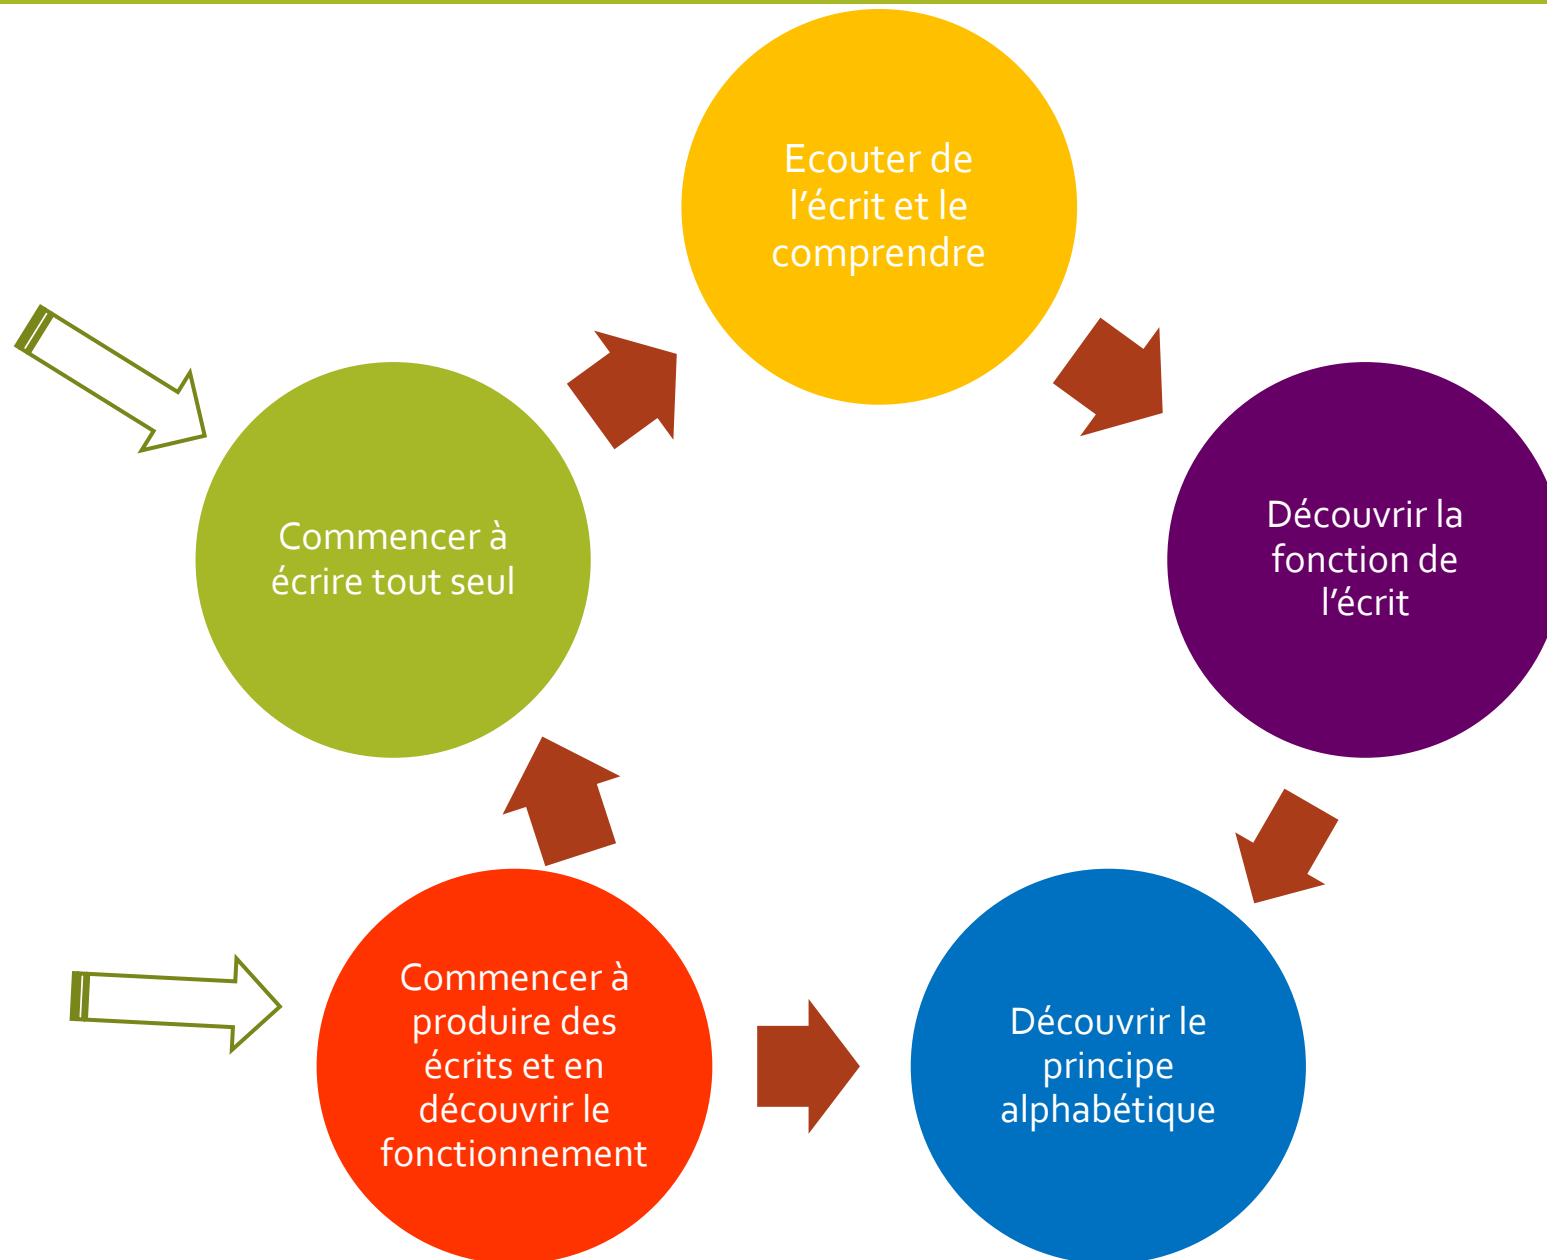 Ecouter de
l’écrit et le
comprendre
Découvrir la
fonction de
l’écrit
Commencer à
écrire tout seul
Commencer à
produire des
écrits et en
découvrir le
fonctionnement
Découvrir le
principe
alphabétique